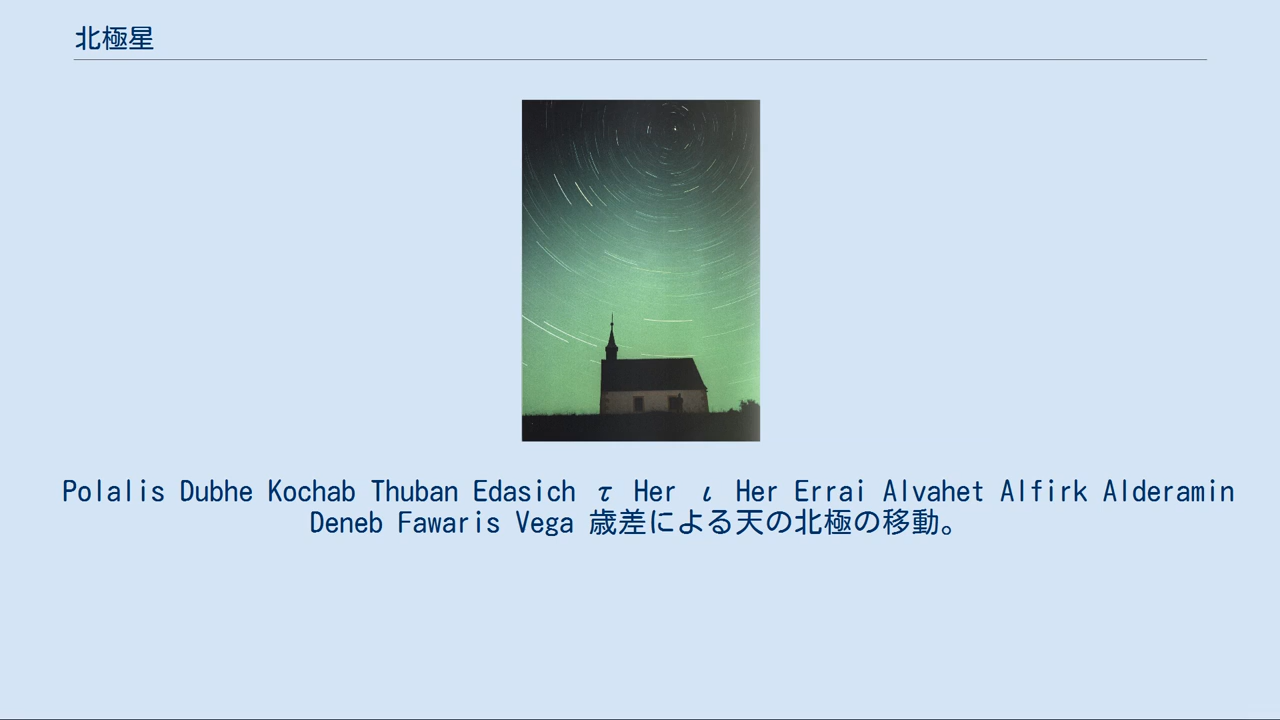 北極星
Polalis Dubhe Kochab Thuban Edasich τ Her ι Her Errai Alvahet Alfirk Alderamin
Deneb Fawaris Vega 歳差による天の北極の移動。